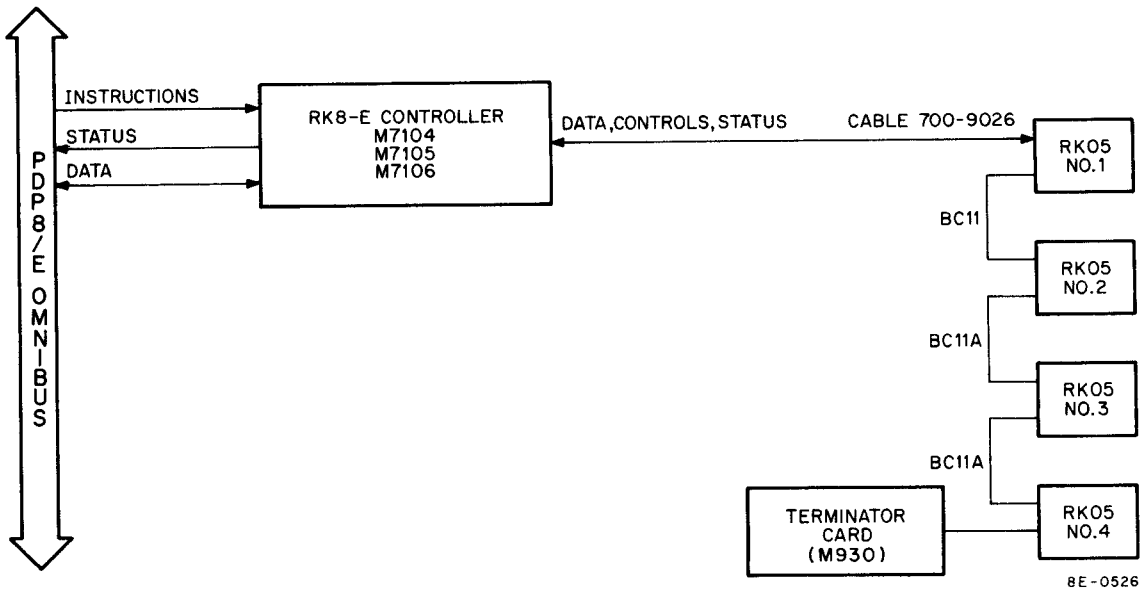 PDP8/E OMNIBUS
INSTRUCTIONS
STATUS
DATA
RK8-E CONTROLLER
M7104
M7105
M7106
DATA,CONTROLS,STATUS
CABLE 700-9026
RK05
NO.1
BC11
RK05
NO.2
BC11A
RK05
NO.3
BC11A
RK05
NO.4
TERMINATOR
CARD
(M930)
8E-0526